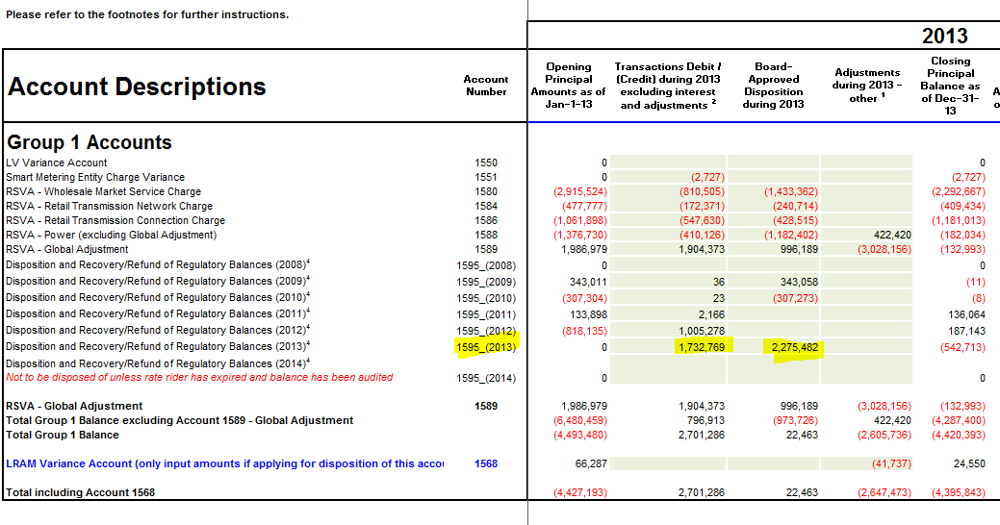 Please refer to the footnotes for further instructions.
2013
Account Descriptions
Account Number
Opening Principal Amounts as of Jan-1-13
Transactions Debit / (Credit) during 2013 excluding interest and adjustments 2
Board-Approved Disposition during 2013
Adjustments during 2013 - other 1
Closing Principal Balance as of Dec-31-13
Group 1 Accounts
LV Variance Account 1550 0 0
Smart Metering Entity Charge Variance 1551 0 (2,727) (2,727)
RSVA - Wholesale Market Service Charge 1580 (2,915,524) (810,505) (1,433,362) (2,292,667)
RSVA - Retail Transmission Network Charge 1584 (477,777) (172,371) (240,714) (409,434)
RSVA - Retail Transmission Connection Charge 1586 (1,061,898) (547,630) (428,515) (1,181,013)
RSVA - Power (excluding Global Adjustment) 1588 (1,376,730) (410,126) (1,182,402) 422,420 (182,034)
RSVA - Global Adjustment 1589 1,986,979 1,904,373 996,189 (3,028,156) (132,993)
Disposition and Recovery/Refund of Regulatory Balances (2008)4 1595_(2008) 0 0
Disposition and Recovery/Refund of Regulatory Balances (2009)4 1595_(2009) 343,011 36 343,058 (11)
Disposition and Recovery/Refund of Regulatory Balances (2010)4 1595_(2010) (307,304) 23 (307,273) (8)
Disposition and Recovery/Refund of Regulatory Balances (2011)4 1595_(2011) 133,898 2,166 136,064
Disposition and Recovery/Refund of Regulatory Balances (2012)4 1595_(2012) (818,135) 1,005,278 187,143
Disposition and Recovery/Refund of Regulatory Balances (2013)4 1595_(2013) 0 1,732,769 2,275,482 (542,713)
Disposition and Recovery/Refund of Regulatory Balances (2014)4
Not to be disposed of unless rate rider has expired and balance has been audited 1595_(2014) 0 0
RSVA - Global Adjustment 1589 1,986,979 1,904,373 996,189 (3,028,156) (132,993)
Total Group 1 Balance excluding Account 1589 - Global Adjustment (6,480,459) 796,913 (973,726) 422,420 (4,287,400)
Total Group 1 Balance (4,493,480) 2,701,286 22,463 (2,605,736) (4,420,393)
LRAM Variance Account (only input amounts if applying for disposition of this accou 1568 66,287 (41,737) 24,550
Total including Account 1568 (4,427,193) 2,701,286 22,463 (2,647,473) (4,395,843)